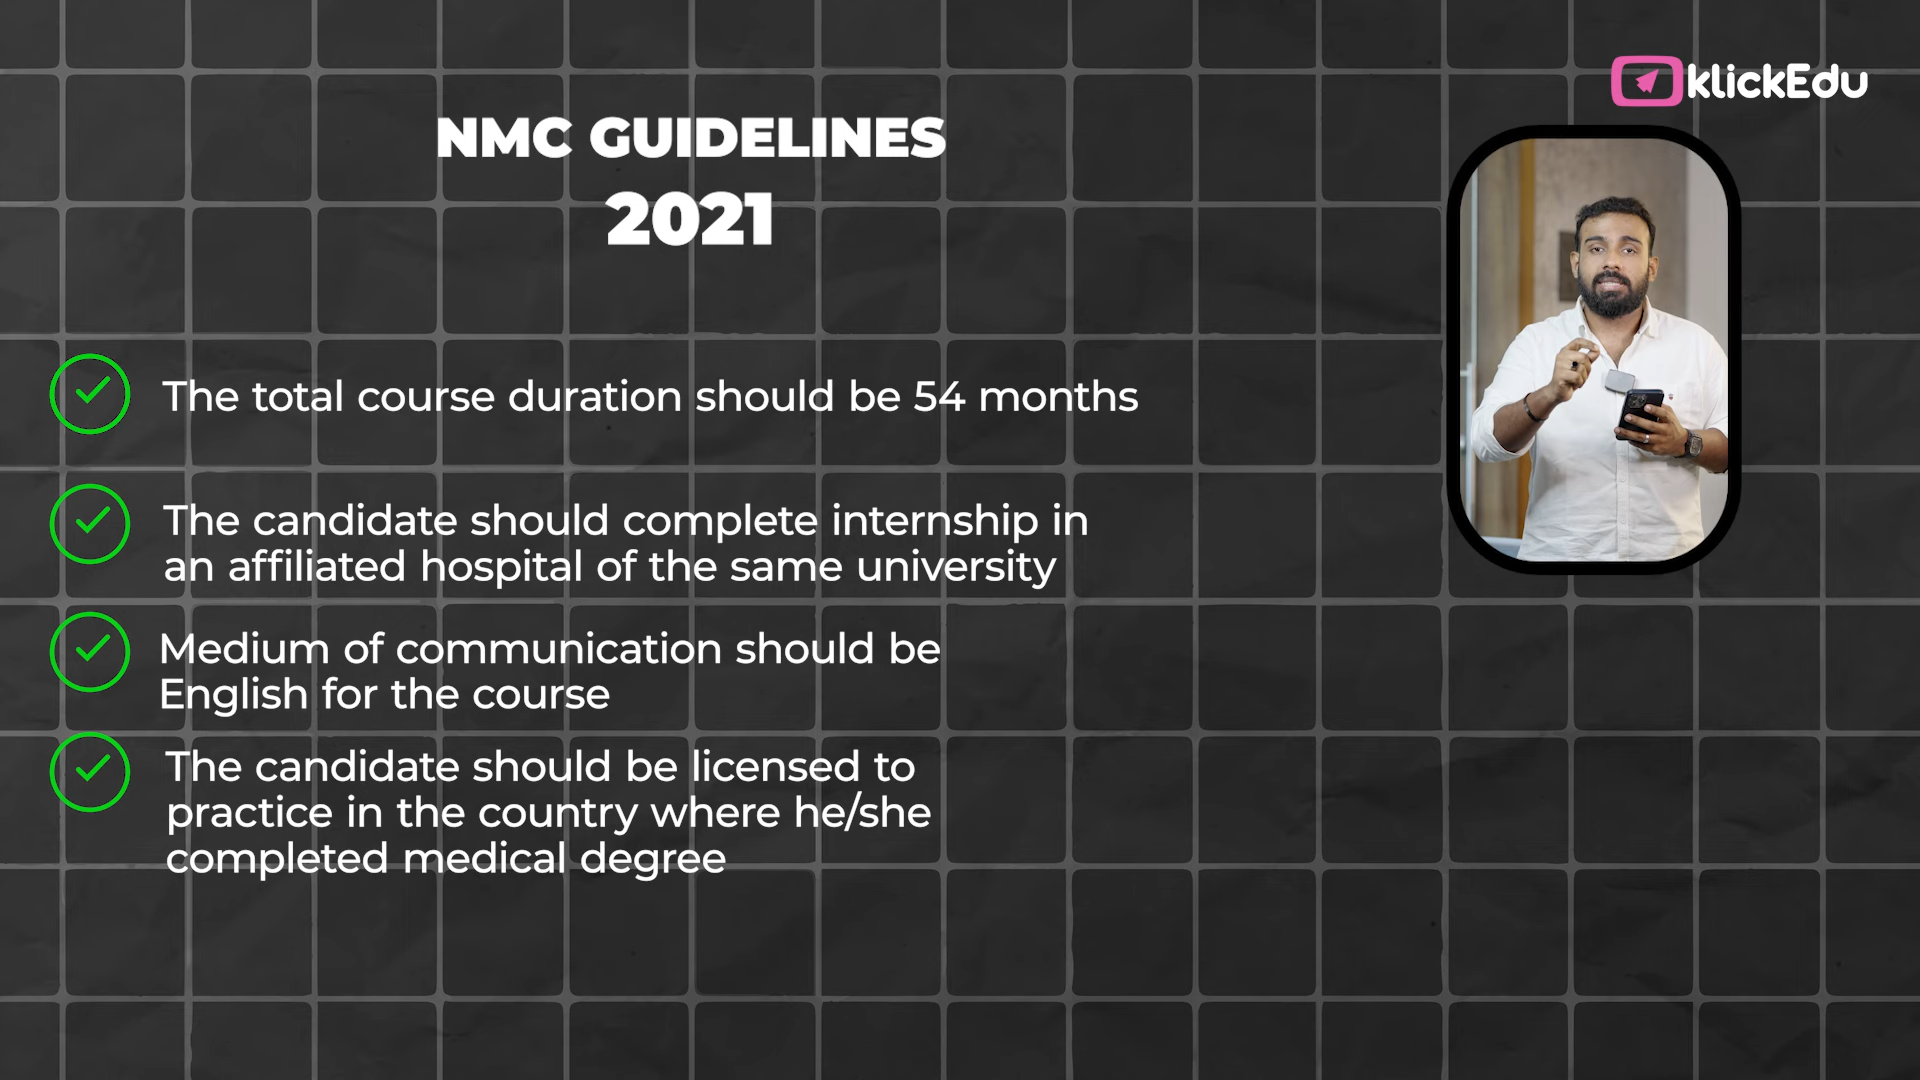 klickEdu
NMC GUIDELINES
2021
The total course duration should be 54 months
The candidate should complete internship in
an affiliated hospital of the same university
Medium of communication should be
English for the course
The candidate should be licensed to
practice in the country where he/she
completed medical degree